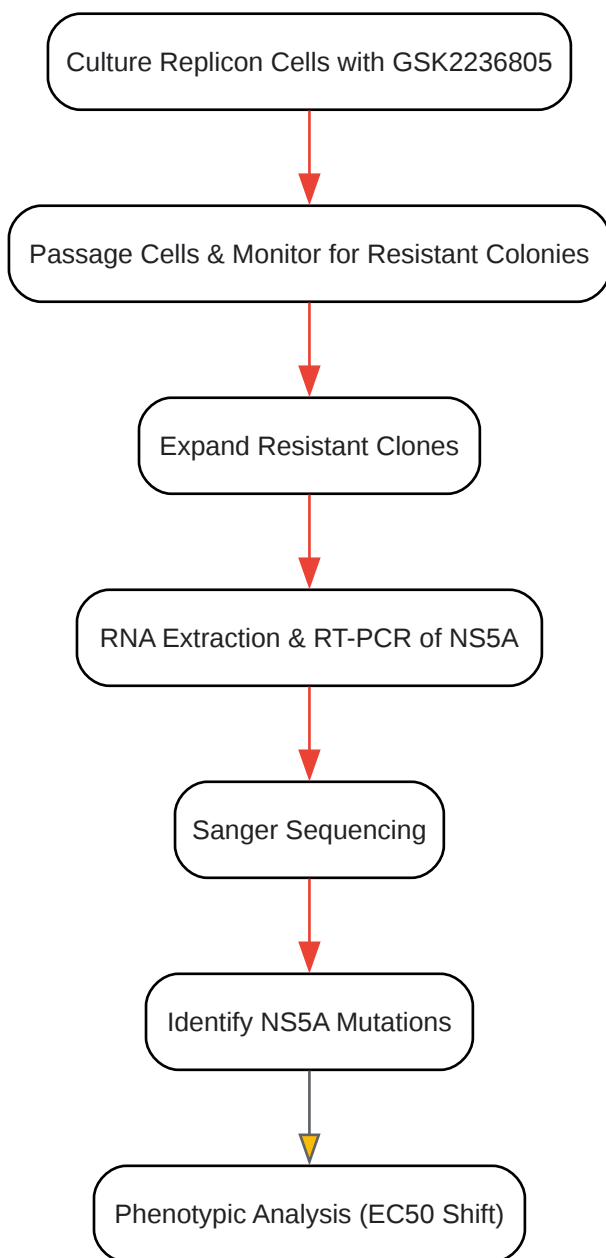 Culture Replicon Cells with GSK2236805
Passage Cells & Monitor for Resistant Colonies
Expand Resistant Clones
RNA Extraction & RT-PCR of NS5A
Sanger Sequencing
Identify NS5A Mutations
Phenotypic Analysis (EC50 Shift)